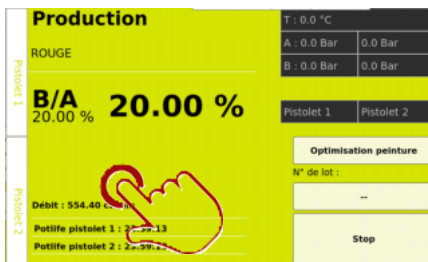 Production
ROUGE
B/A
20.00 %
20.00 %
Pistolet 1
Pistolet 2
Débit : 554.40
Potlife pistolet 1 :
Potlife pistolet 2 :
T : 0.0 °C
A : 0.0 Bar
0.0 Bar
B : 0.0 Bar
0.0 Bar
Pistolet 1
Pistolet 2
Optimisation peinture
N° de lot :
--
Stop